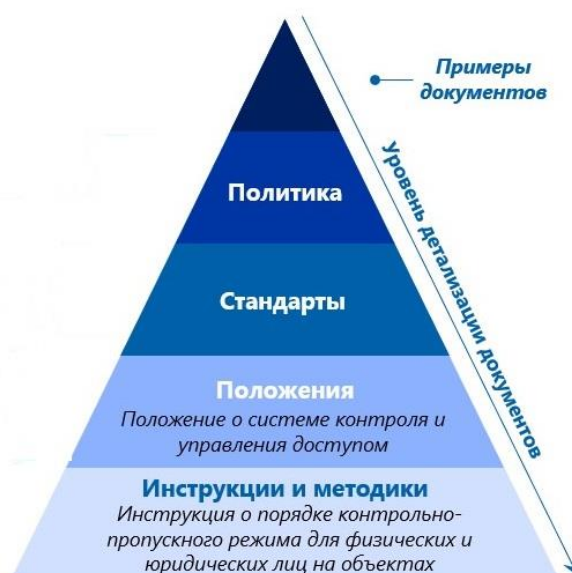 Примеры
документов
Политика
Уровень детализации документов
Стандарты
Положения
Положение о системе контроля и
управления доступом
Инструкции и методики
Инструкция о порядке контрольно-
пропускного режима для физических и
юридических лиц на объектах